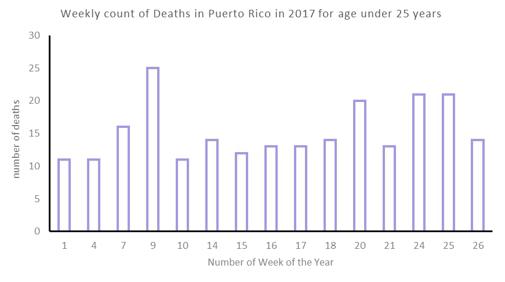 Weekly count of Deaths in Puerto Rico in 2017 for age under 25 years
30
25
20
15
10
5
0
number of deaths
1 4 7 9 10 14 15 16 17 18 20 21 24 25 26
Number of Week of the Year